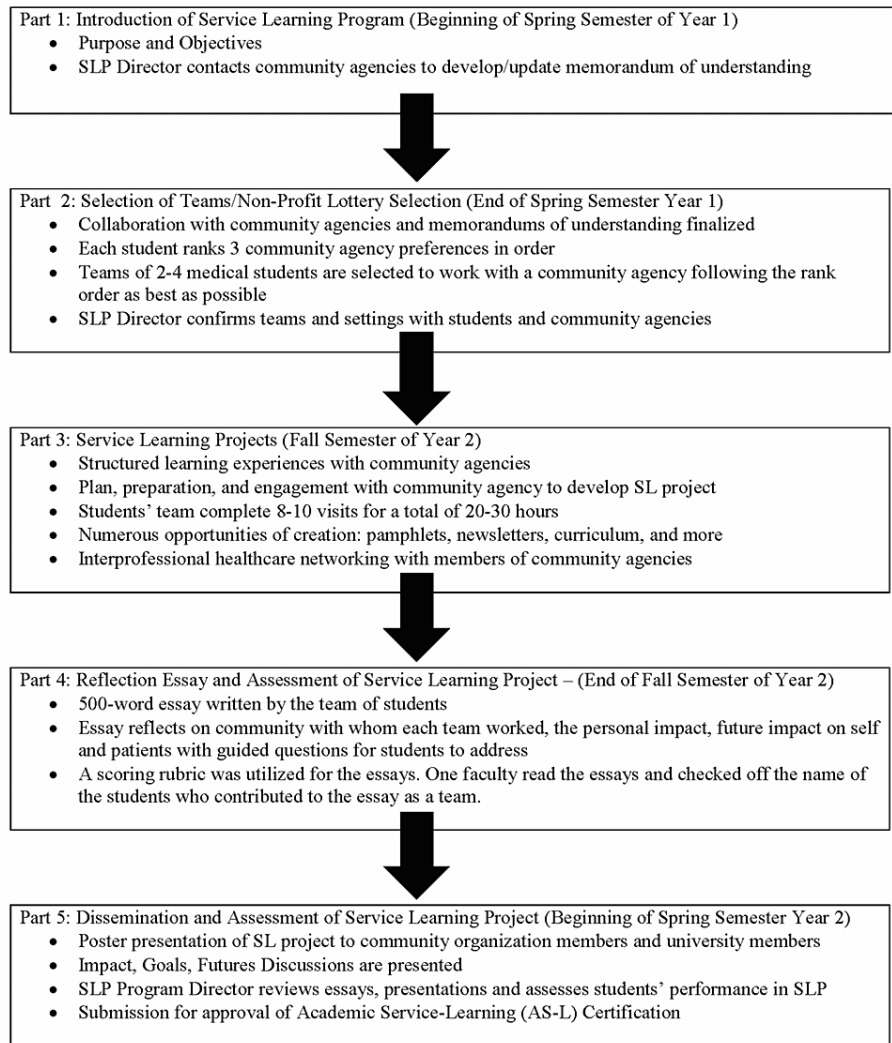 Part 1: Introduction of Service Learning Program (Beginning of Spring Semester of Year 1)
• Purpose and Objectives
• SLP Director contacts community agencies to develop/update memorandum of understanding
Part 2: Selection of Teams/Non-Profit Lottery Selection (End of Spring Semester Year 1)
• Collaboration with community agencies and memorandums of understanding finalized
• Each student ranks 3 community agency preferences in order
• Teams of 2-4 medical students are selected to work with a community agency following the rank
order as best as possible
• SLP Director confirms teams and settings with students and community agencies
Part 3: Service Learning Projects (Fall Semester of Year 2)
• Structured learning experiences with community agencies
• Plan, preparation, and engagement with community agency to develop SL project
• Students’ team complete 8-10 visits for a total of 20-30 hours
• Numerous opportunities of creation: pamphlets, newsletters, curriculum, and more
• Interprofessional healthcare networking with members of community agencies
Part 4: Reflection Essay and Assessment of Service Learning Project – (End of Fall Semester of Year 2)
• 500-word essay written by the team of students
• Essay reflects on community with whom each team worked, the personal impact, future impact on self
and patients with guided questions for students to address
• A scoring rubric was utilized for the essays. One faculty read the essays and checked off the name of
the students who contributed to the essay as a team.
Part 5: Dissemination and Assessment of Service Learning Project (Beginning of Spring Semester Year 2)
• Poster presentation of SL project to community organization members and university members
• Impact, Goals, Futures Discussions are presented
• SLP Program Director reviews essays, presentations and assesses students’ performance in SLP
• Submission for approval of Academic Service-Learning (AS-L) Certification